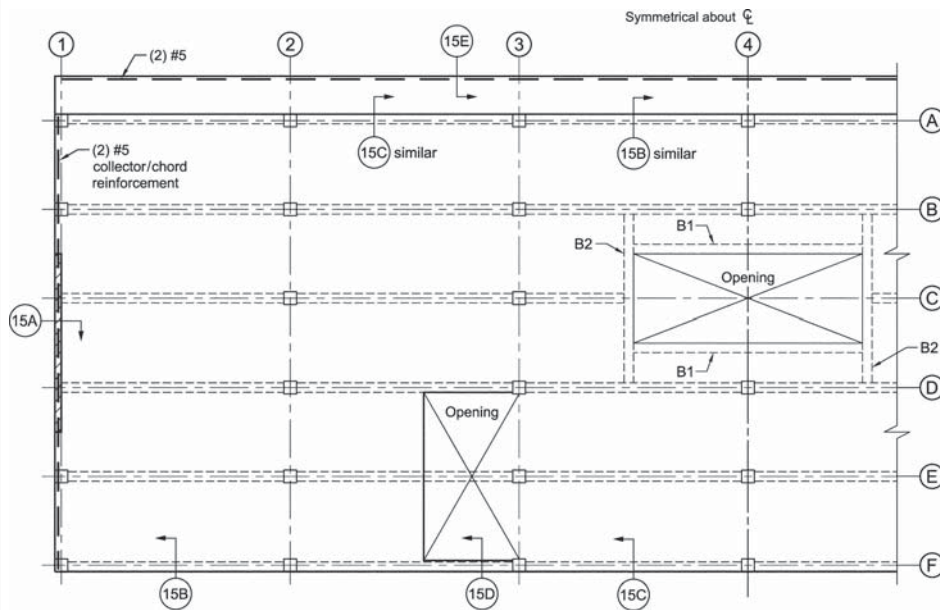 Symmetrical about ℄
1
2
15E
3
4
(2) #5
A
15C similar
15B similar
(2) #5
collector/chord
reinforcement
B
B1
B2
Opening
C
15A
B2
B1
D
Opening
E
F
15B
15D
15C